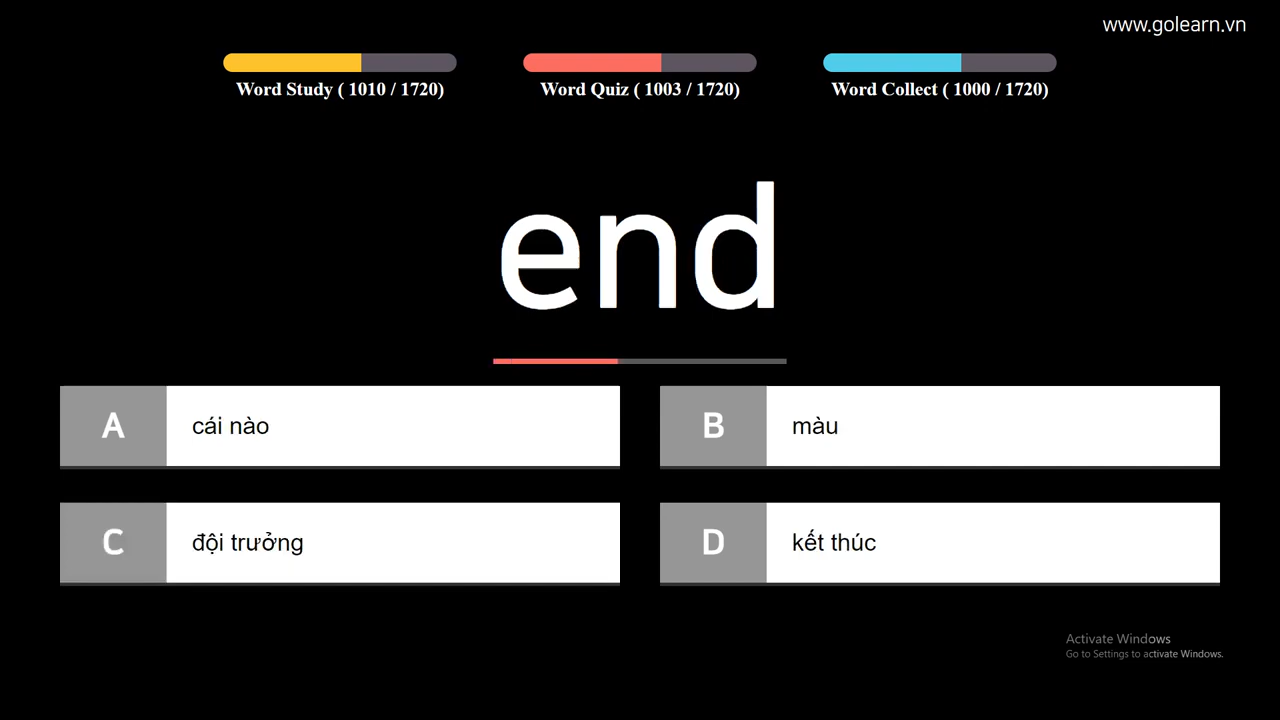 www.golearn.vn
Word Study ( 1010 / 1720)
Word Quiz ( 1003 / 1720)
Word Collect ( 1000 / 1720)
end
A cái nào
B màu
C đội trưởng
D kết thúc
Activate Windows
Go to Settings to activate Windows.